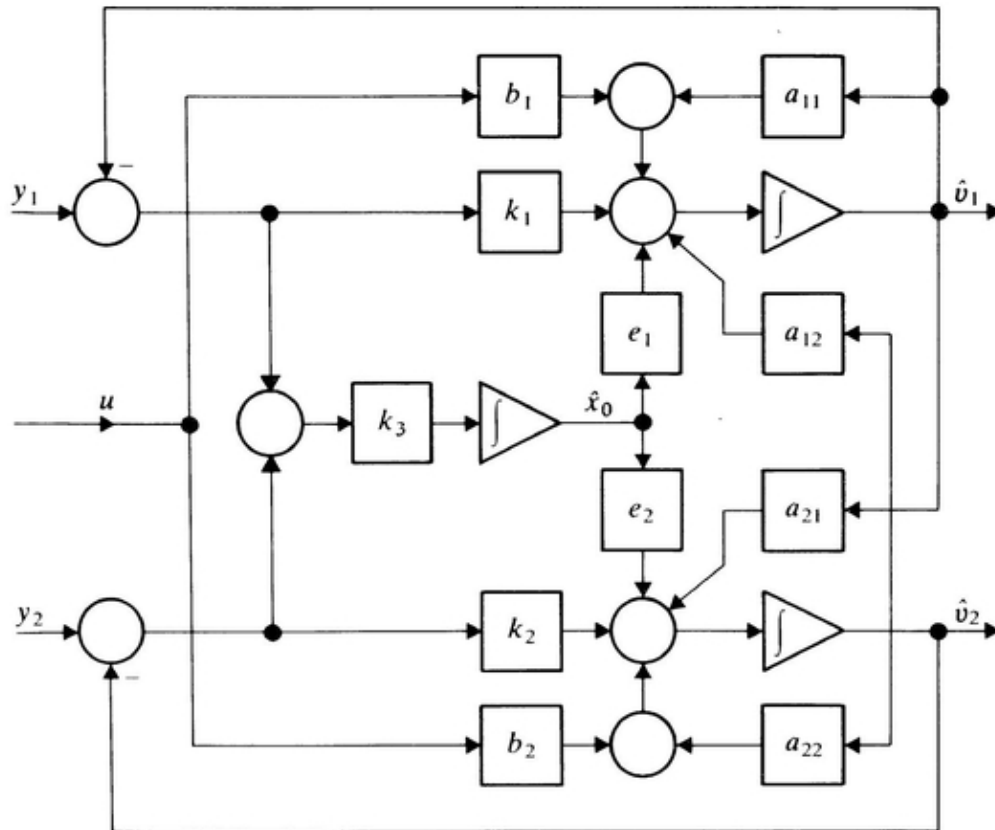 b₁
a₁₁
−
y₁
k₁
∫
v̂₁
e₁
a₁₂
u
k₃
∫
x̂₀
e₂
a₂₁
y₂
k₂
∫
v̂₂
−
b₂
a₂₂